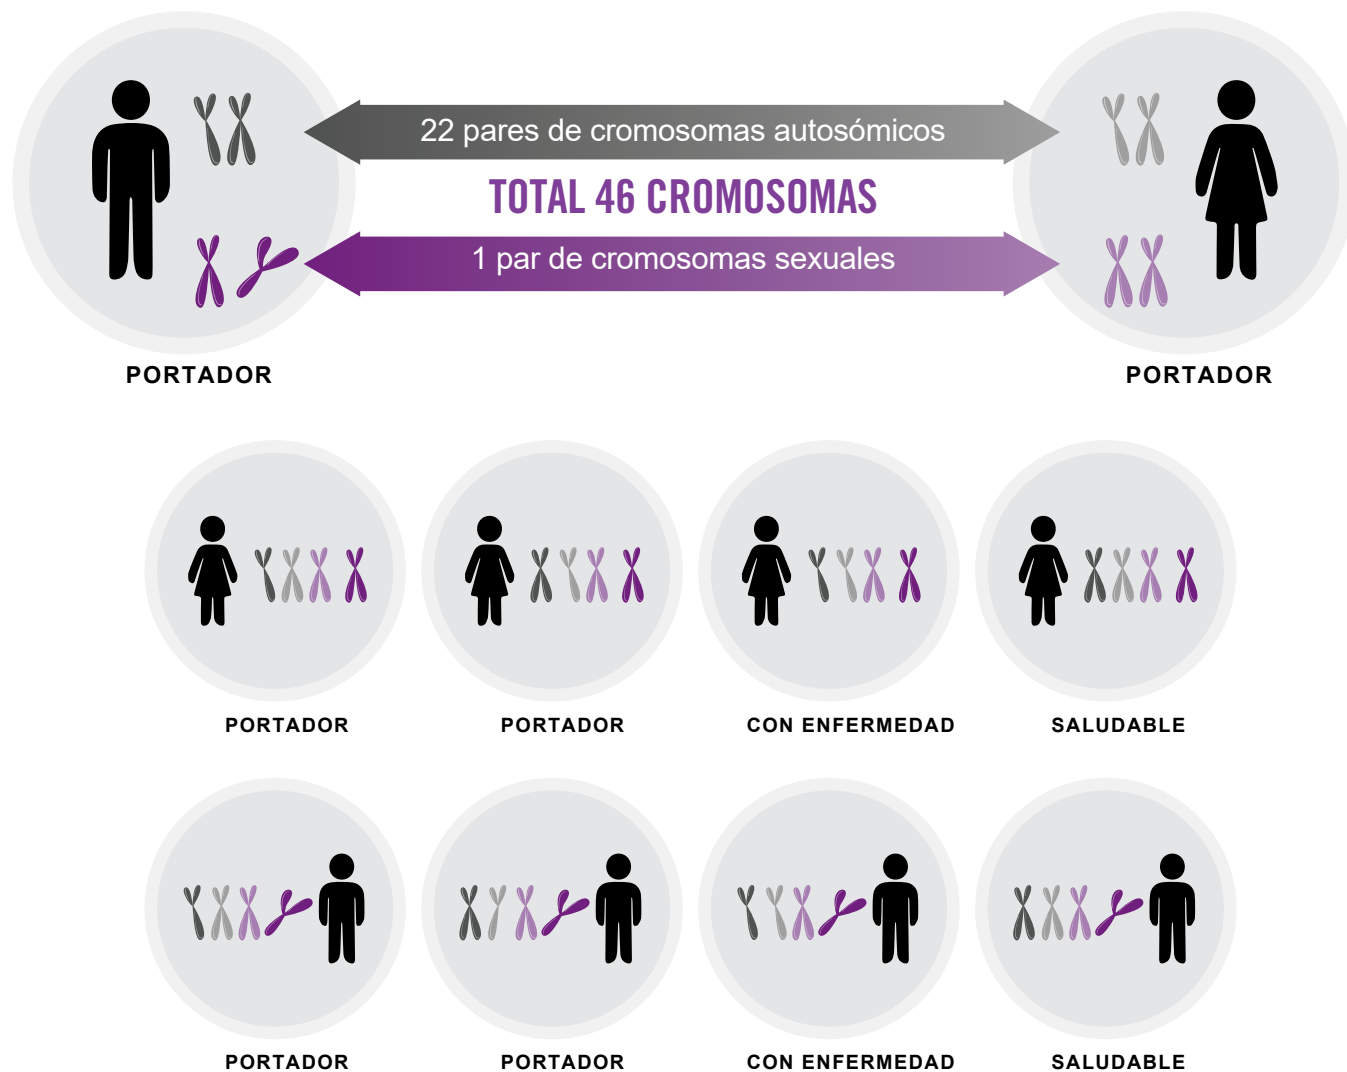 22 pares de cromosomas autosómicos
TOTAL 46 CROMOSOMAS
1 par de cromosomas sexuales
PORTADOR
PORTADOR
PORTADOR
PORTADOR
CON ENFERMEDAD
SALUDABLE
PORTADOR
PORTADOR
CON ENFERMEDAD
SALUDABLE